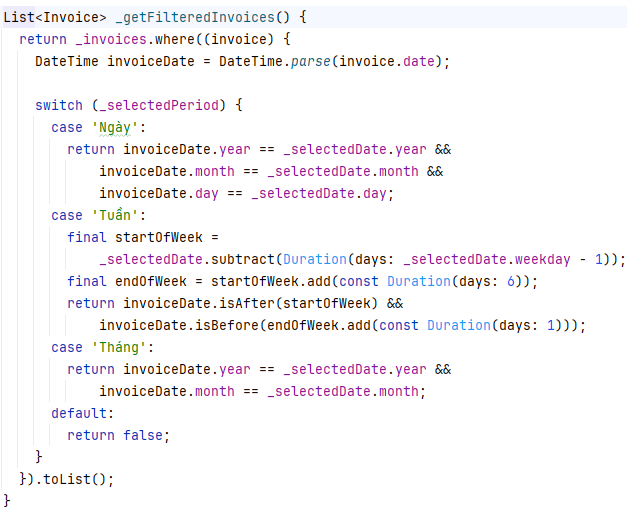 List<Invoice> _getFilteredInvoices() {
  return _invoices.where((invoice) {
    DateTime invoiceDate = DateTime.parse(invoice.date);

    switch (_selectedPeriod) {
      case 'Ngày':
        return invoiceDate.year == _selectedDate.year &&
            invoiceDate.month == _selectedDate.month &&
            invoiceDate.day == _selectedDate.day;
      case 'Tuần':
        final startOfWeek =
            _selectedDate.subtract(Duration(days: _selectedDate.weekday - 1));
        final endOfWeek = startOfWeek.add(const Duration(days: 6));
        return invoiceDate.isAfter(startOfWeek) &&
            invoiceDate.isBefore(endOfWeek.add(const Duration(days: 1)));
      case 'Tháng':
        return invoiceDate.year == _selectedDate.year &&
            invoiceDate.month == _selectedDate.month;
      default:
        return false;
    }
  }).toList();
}